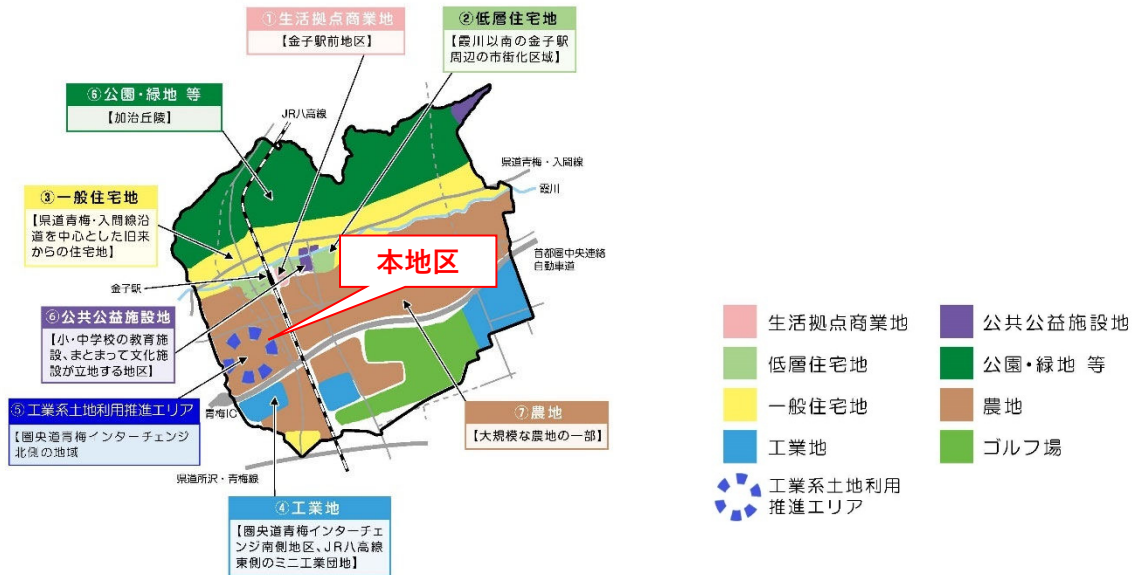 ①生活拠点商業地
【金子駅前地区】
②低層住宅地
【霞川以南の金子駅
周辺の市街化区域】
⑥公園・緑地 等
【加治丘陵】
JR八高線
県道青梅・入間線
霞川
③一般住宅地
【県道青梅・入間線沿
道を中心とした旧来
からの住宅地】
首都圏中央連絡
自動車道
本地区
金子駅
⑥公共公益施設地
【小・中学校の教育施
設、まとまって文化施
設が立地する地区】
⑤工業系土地利用推進エリア
【圏央道青梅インターチェンジ
北側の地域
青梅IC
⑦農地
【大規模な農地の一部】
県道所沢・青梅線
④工業地
【圏央道青梅インターチェ
ンジ南側地区、JR八高線
東側のミニ工業団地】
生活拠点商業地
低層住宅地
一般住宅地
工業地
工業系土地利用
推進エリア
公共公益施設地
公園・緑地 等
農地
ゴルフ場